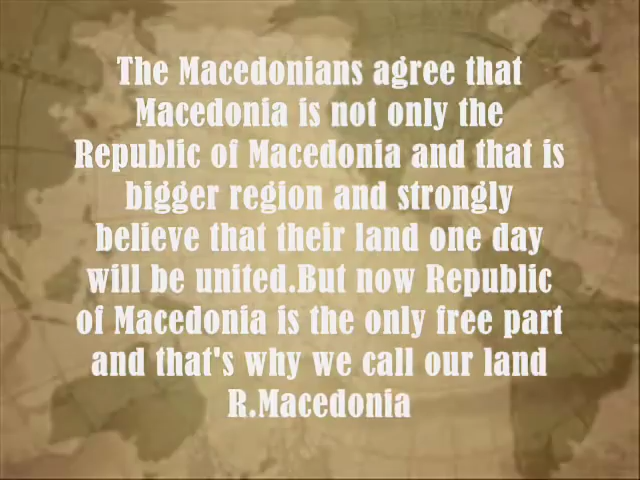 The Macedonians agree that
Macedonia is not only the
Republic of Macedonia and that is
bigger region and strongly
believe that their land one day
will be united.But now Republic
of Macedonia is the only free part
and that's why we call our land
R.Macedonia